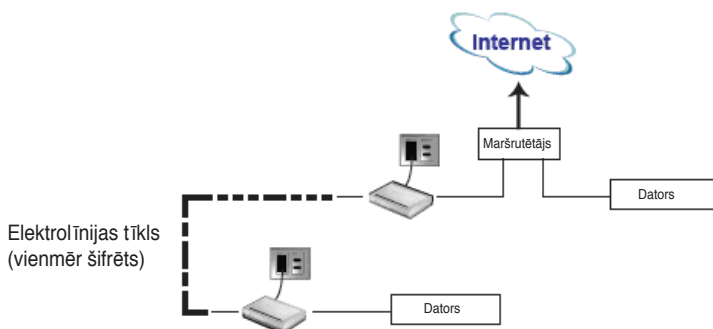 Internet
Maršrutētājs
Dators
Elektrolīnijas tīkls
(vienmēr šifrēts)
Dators